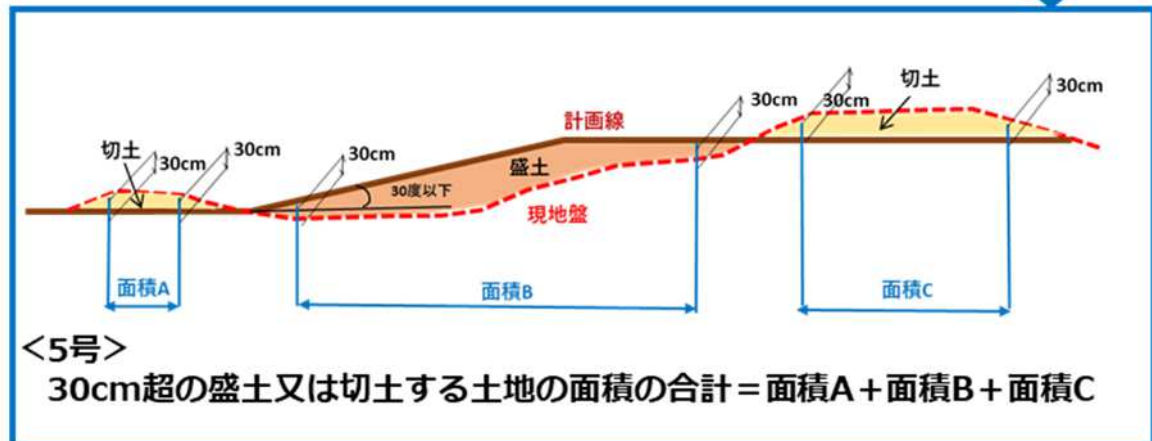 切土
30cm
計画線
30cm
30cm
切土
30cm
30cm
30cm
盛土
30度以下
現地盤
面積A
面積B
面積C
<5号>
30cm超の盛土又は切土する土地の面積の合計=面積A+面積B+面積C